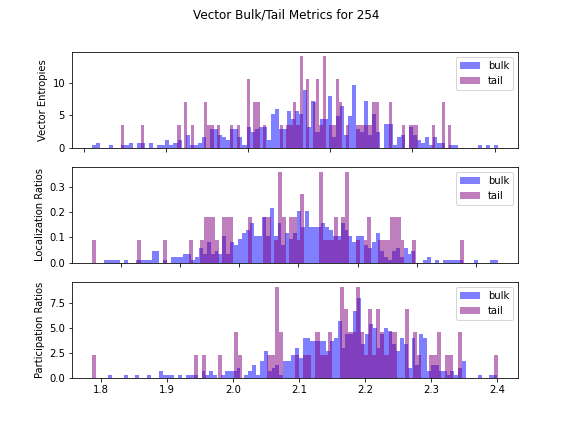 Vector Bulk/Tail Metrics for 254
Vector Entropies
10
5
0
bulk
tail
Localization Ratios
0.3
0.2
0.1
0.0
bulk
tail
Participation Ratios
7.5
5.0
2.5
0.0
bulk
tail
1.8 1.9 2.0 2.1 2.2 2.3 2.4